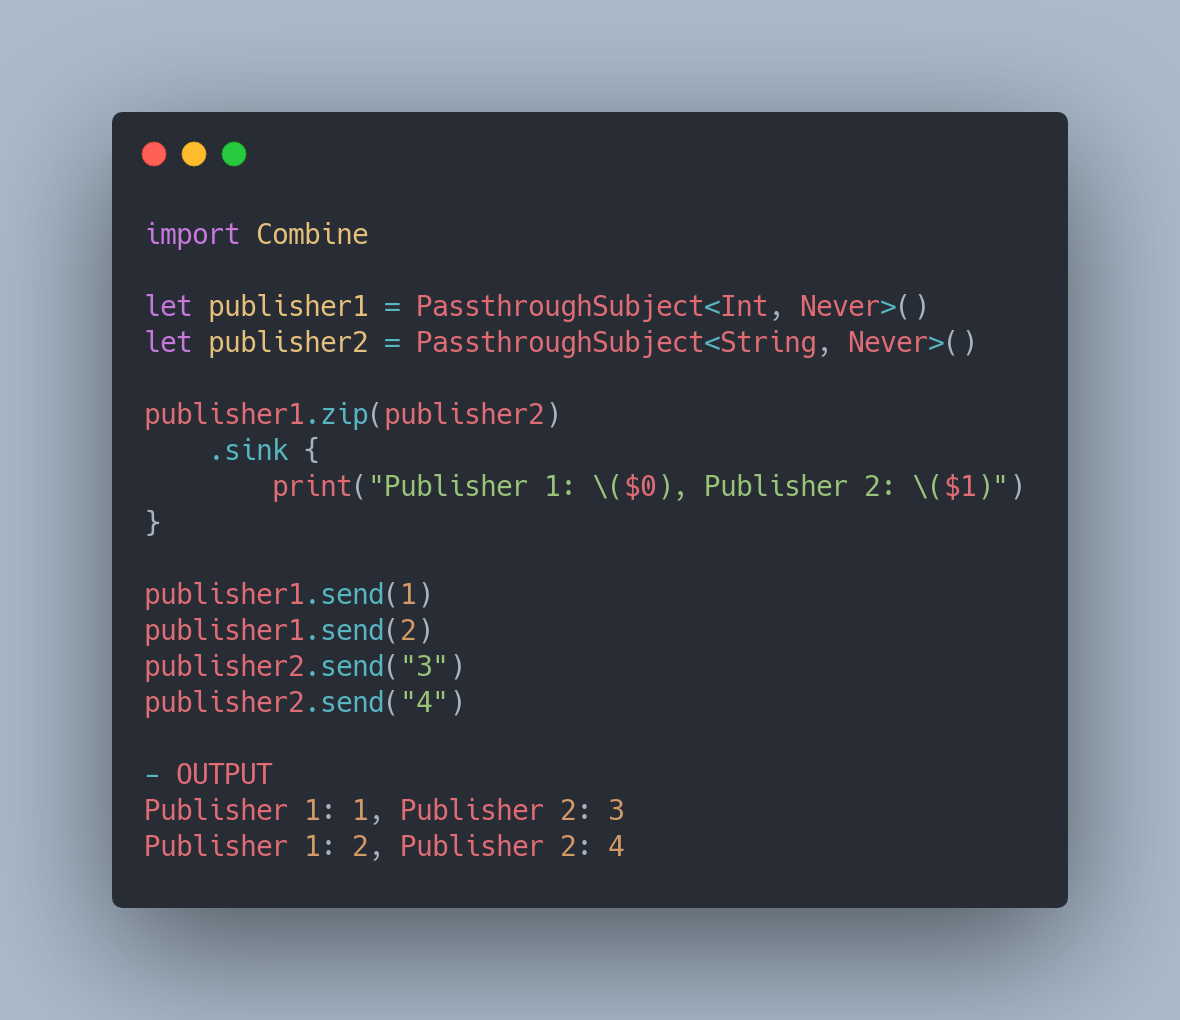 import Combine

let publisher1 = PassthroughSubject<Int, Never>()
let publisher2 = PassthroughSubject<String, Never>()

publisher1.zip(publisher2)
    .sink {
        print("Publisher 1: \($0), Publisher 2: \($1)")
}

publisher1.send(1)
publisher1.send(2)
publisher2.send("3")
publisher2.send("4")

- OUTPUT
Publisher 1: 1, Publisher 2: 3
Publisher 1: 2, Publisher 2: 4